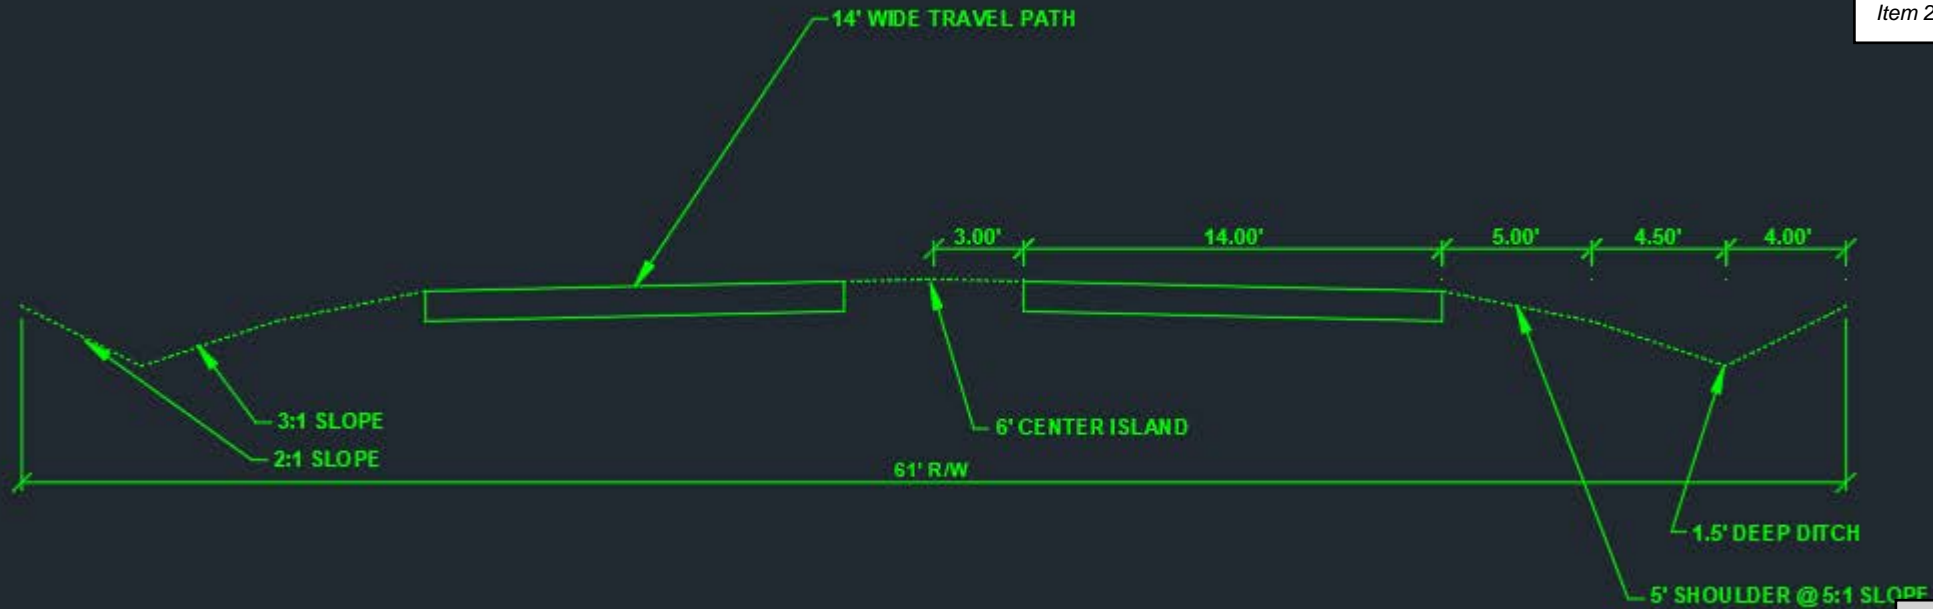 Item 2
14' WIDE TRAVEL PATH
3.00'
14.00'
5.00'
4.50'
4.00'
3:1 SLOPE
6' CENTER ISLAND
2:1 SLOPE
61' R/W
1.5' DEEP DITCH
5' SHOULDER @ 5:1 SLOPE